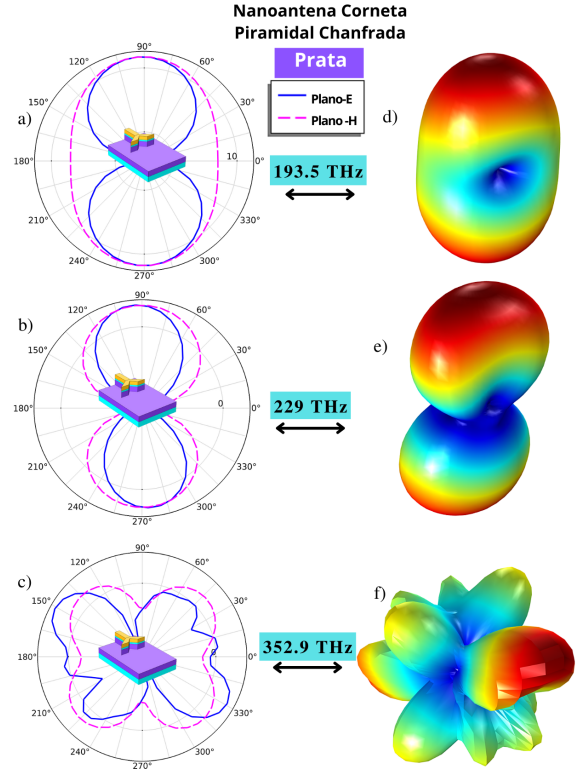 Nanoantena Corneta
Piramidal Chanfrada
Prata
Plano-E
Plano -H
a)
90°
60°
30°
0°
330°
300°
270°
240°
210°
180°
150°
120°
10
193.5 THz
d)
b)
90°
60°
30°
0°
330°
300°
270°
240°
210°
180°
150°
120°
0
229 THz
e)
c)
90°
60°
30°
0°
330°
300°
270°
240°
210°
180°
150°
120°
352.9 THz
f)